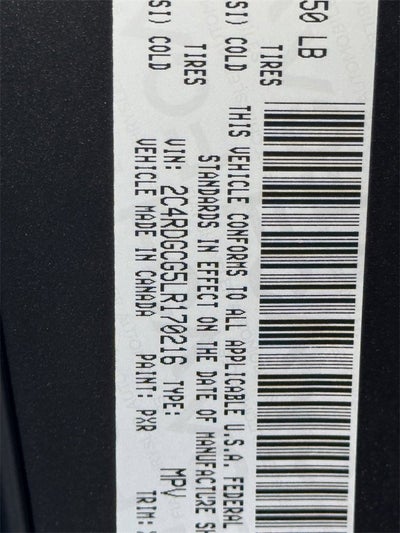 50 LB
TIRES TIRES
SI) COLD SI) COLD
THIS VEHICLE CONFORMS TO ALL APPLICABLE U.S.A. FEDERAL
STANDARDS IN EFFECT ON THE DATE OF MANUFACTURE SH
VIN: 2C4RDGCG5LR170216 TYPE: MPV
VEHICLE MADE IN CANADA PAINT: PXR TRIM: